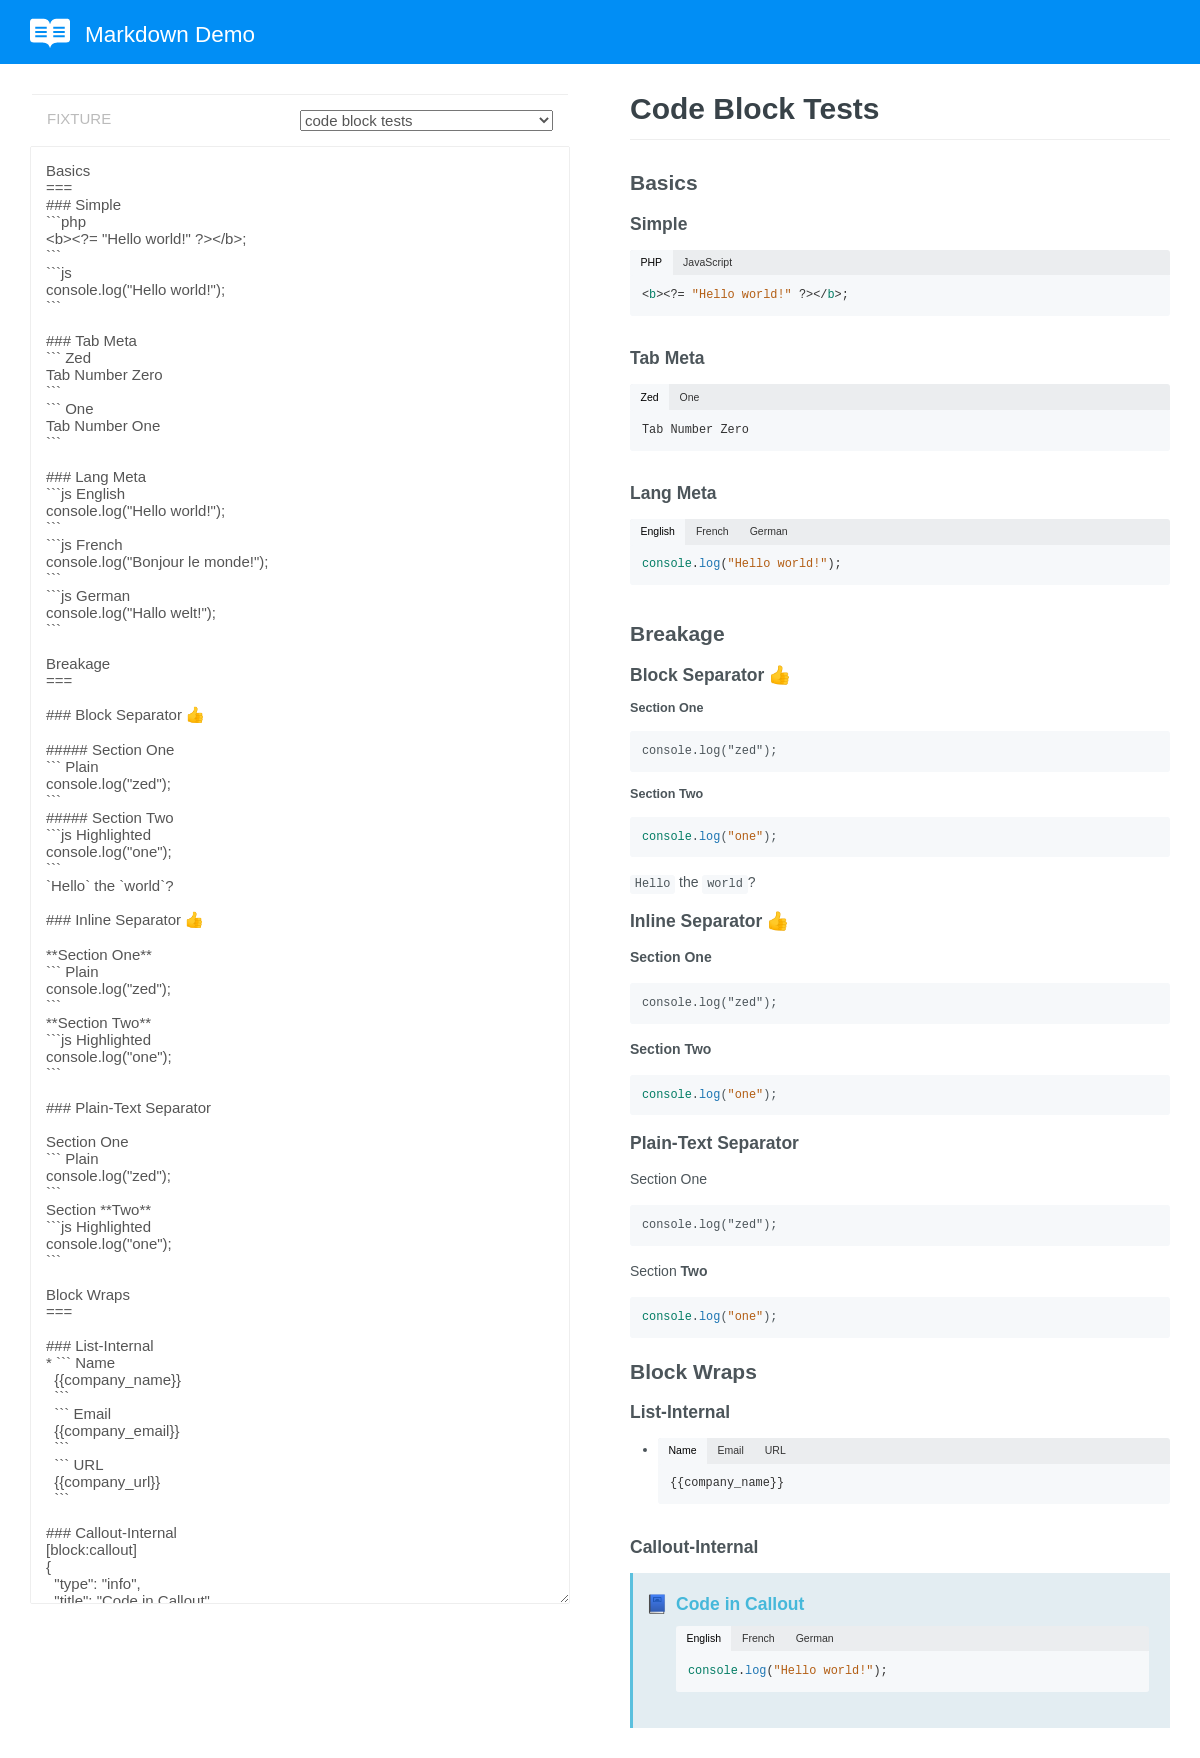 Markdown Demo
FIXTURE
code block tests
Basics
===
### Simple
```php
<b><?= "Hello world!" ?></b>;
```
```js
console.log("Hello world!");
```
### Tab Meta
``` Zed
Tab Number Zero
```
``` One
Tab Number One
```
### Lang Meta
```js English
console.log("Hello world!");
```
```js French
console.log("Bonjour le monde!");
```
```js German
console.log("Hallo welt!");
```
Breakage
===
### Block Separator 👍
##### Section One
``` Plain
console.log("zed");
```
##### Section Two
```js Highlighted
console.log("one");
```
`Hello` the `world`?
### Inline Separator 👍
**Section One**
``` Plain
console.log("zed");
```
**Section Two**
```js Highlighted
console.log("one");
```
### Plain-Text Separator
Section One
``` Plain
console.log("zed");
```
Section **Two**
```js Highlighted
console.log("one");
```
Block Wraps
===
### List-Internal
* ``` Name
  {{company_name}}
  ```
  ``` Email
  {{company_email}}
  ```
  ``` URL
  {{company_url}}
  ```
### Callout-Internal
[block:callout]
{
  "type": "info",
  "title": "Code in Callout"
Code Block Tests
Basics
Simple
PHP JavaScript
<b><?= "Hello world!" ?></b>;
Tab Meta
Zed One
Tab Number Zero
Lang Meta
English French German
console.log("Hello world!");
Breakage
Block Separator 👍
Section One
console.log("zed");
Section Two
console.log("one");
Hello the world?
Inline Separator 👍
Section One
console.log("zed");
Section Two
console.log("one");
Plain-Text Separator
Section One
console.log("zed");
Section Two
console.log("one");
Block Wraps
List-Internal
• Name Email URL
{{company_name}}
Callout-Internal
📘 Code in Callout
English French German
console.log("Hello world!");